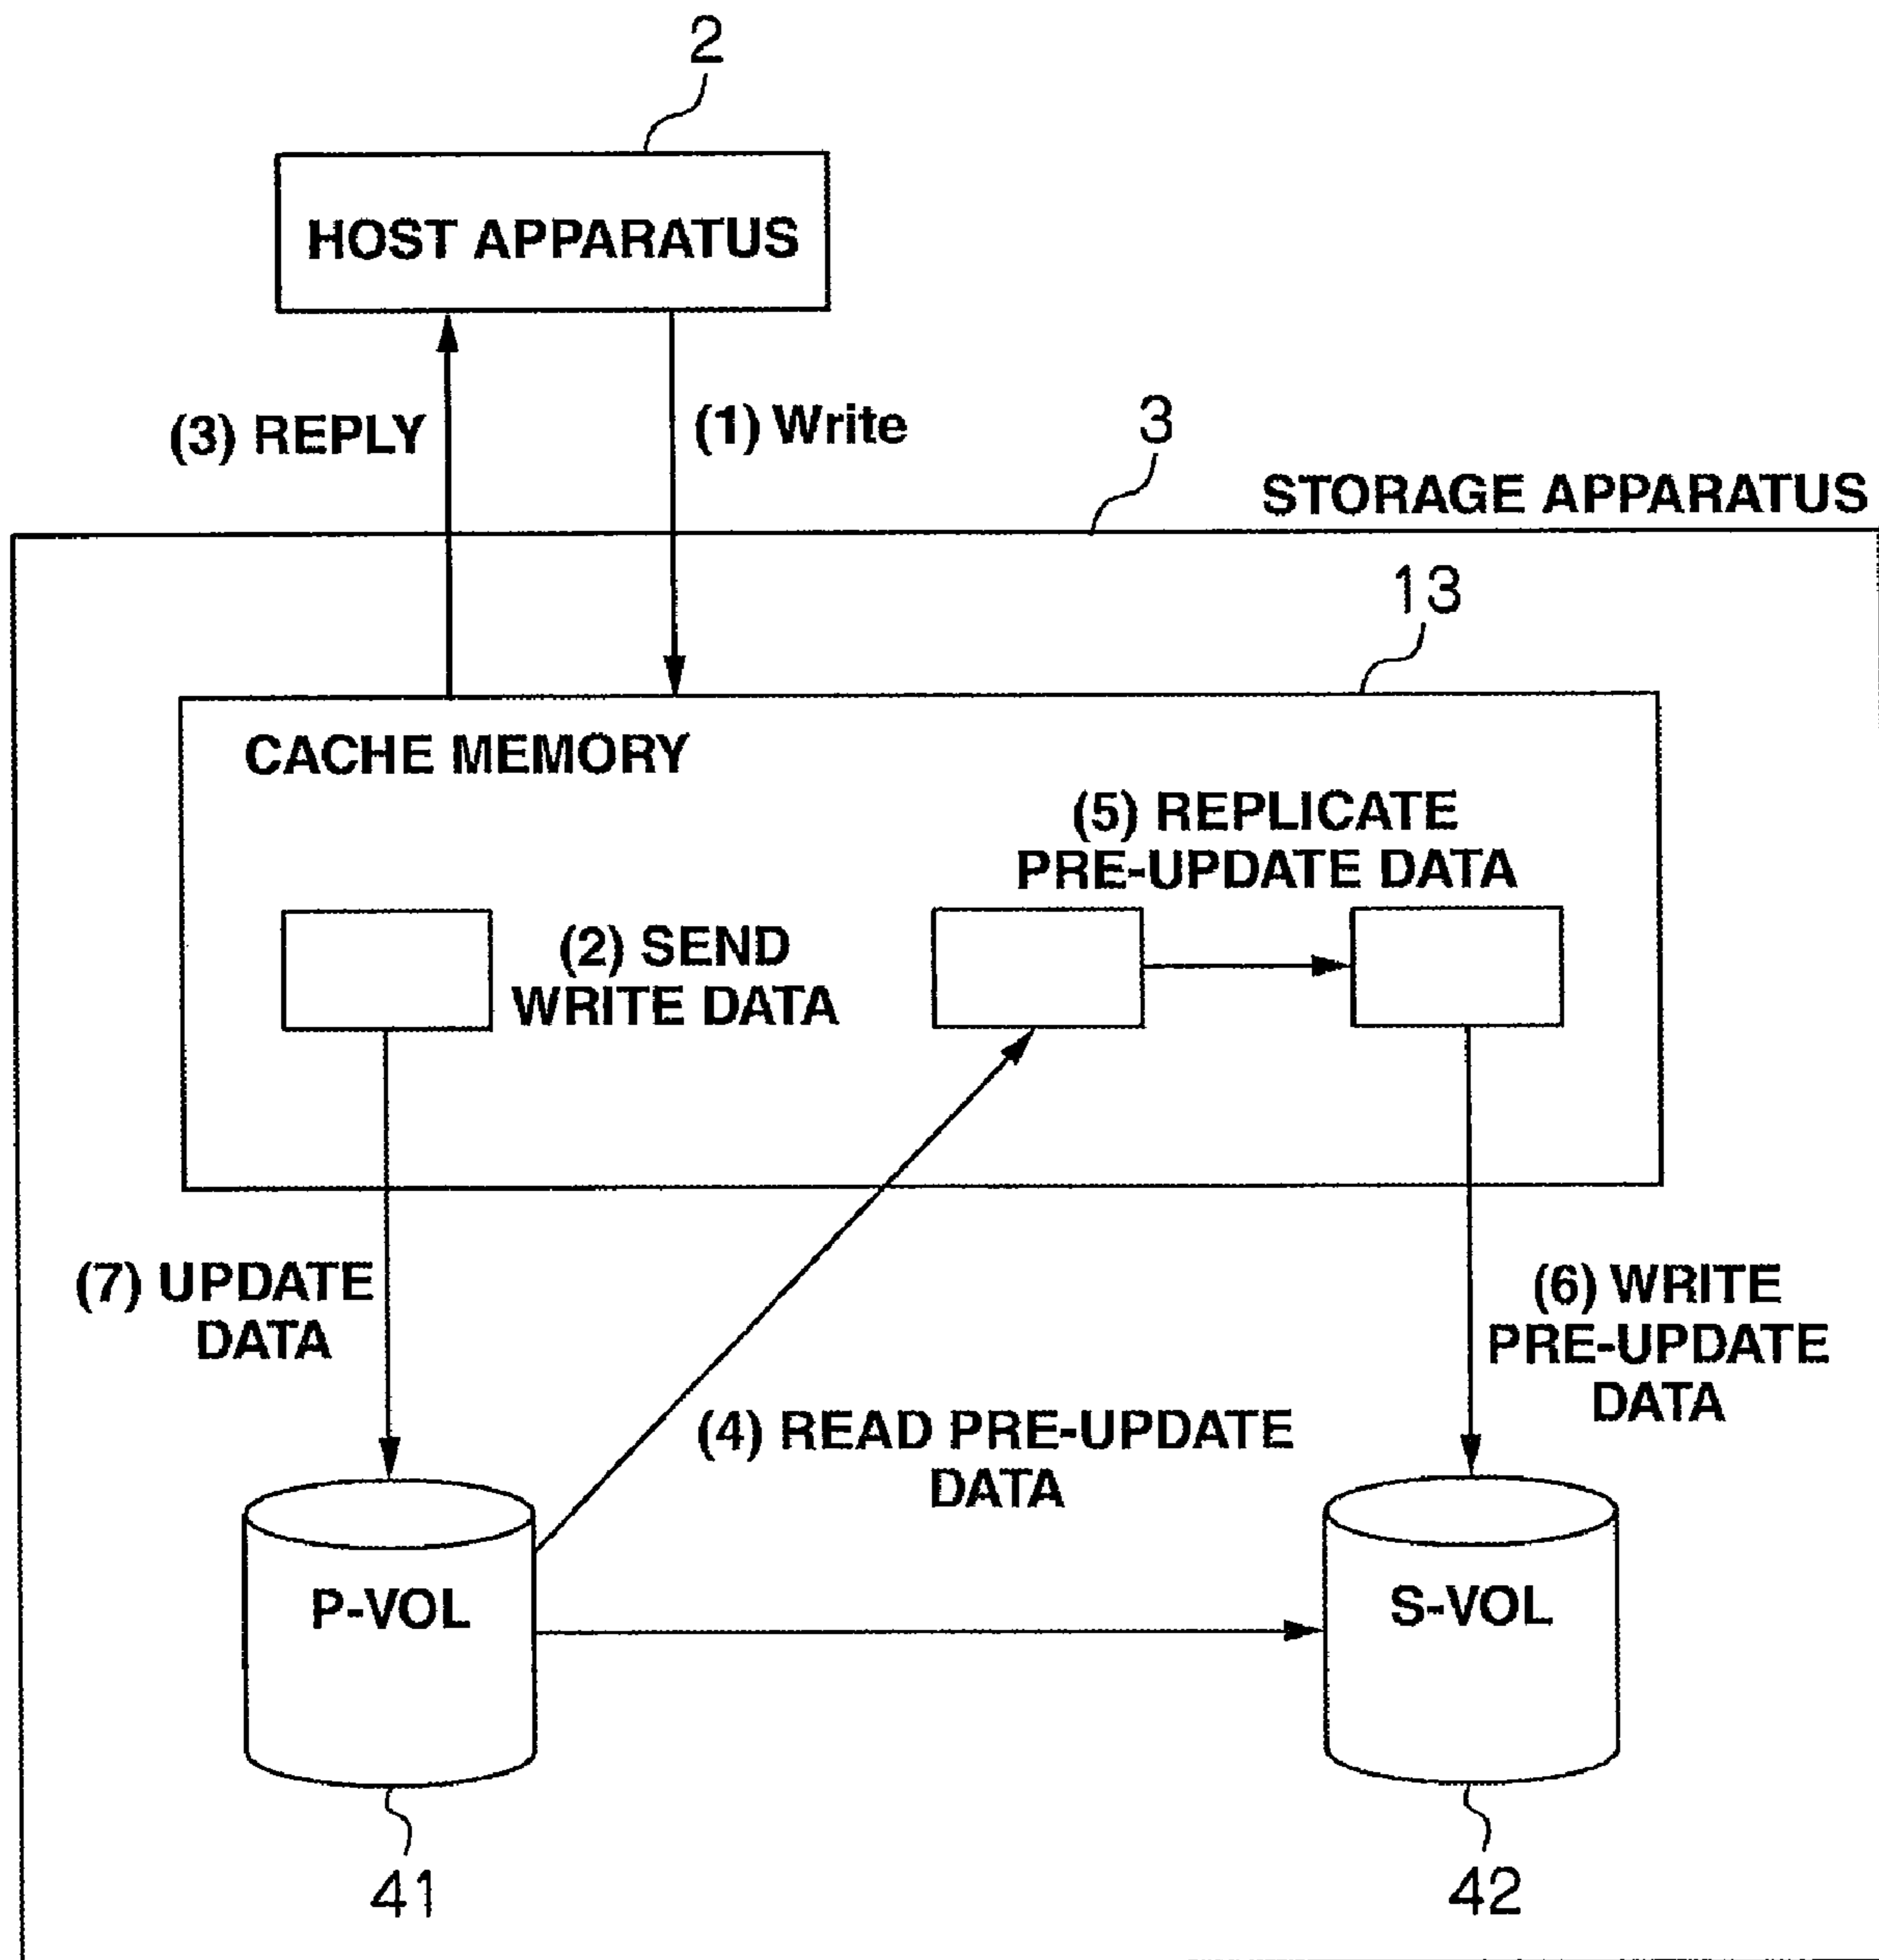 2
HOST APPARATUS
(3) REPLY
(1) Write
3
STORAGE APPARATUS
13
CACHE MEMORY
(5) REPLICATE
PRE-UPDATE DATA
(2) SEND
WRITE DATA
(7) UPDATE
DATA
(6) WRITE
PRE-UPDATE
DATA
(4) READ PRE-UPDATE
DATA
P-VOL
S-VOL
41
42